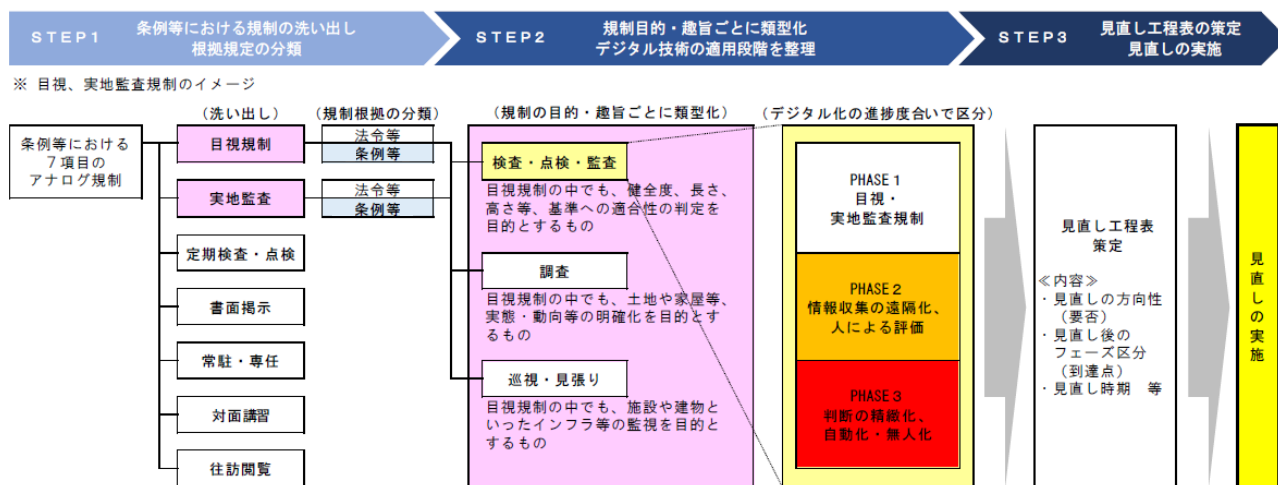 STEP1
条例等における規制の洗い出し
根拠規定の分類
STEP2
規制目的・趣旨ごとに類型化
デジタル技術の適用段階を整理
STEP3
見直し工程表の策定
見直しの実施
※ 目視、実地監査規制のイメージ
(洗い出し)
(規制根拠の分類)
(規制の目的・趣旨ごとに類型化)
(デジタル化の進捗度合いで区分)
条例等における
7項目の
アナログ規制
目視規制
実地監査
定期検査・点検
書面掲示
常駐・専任
対面講習
往訪閲覧
法令等
条例等
法令等
条例等
検査・点検・監査
目視規制の中でも、健全度、長さ、
高さ等、基準への適合性の判定を
目的とするもの
調査
目視規制の中でも、土地や家屋等、
実態・動向等の明確化を目的とす
るもの
巡視・見張り
目視規制の中でも、施設や建物と
いったインフラ等の監視を目的と
するもの
PHASE1
目視・
実地監査規制
PHASE2
情報収集の遠隔化、
人による評価
PHASE3
判断の精緻化、
自動化・無人化
見直し工程表
策定
≪内容≫
・見直しの方向性
(要否)
・見直し後の
フェーズ区分
(到達点)
・見直し時期 等
見直しの実施